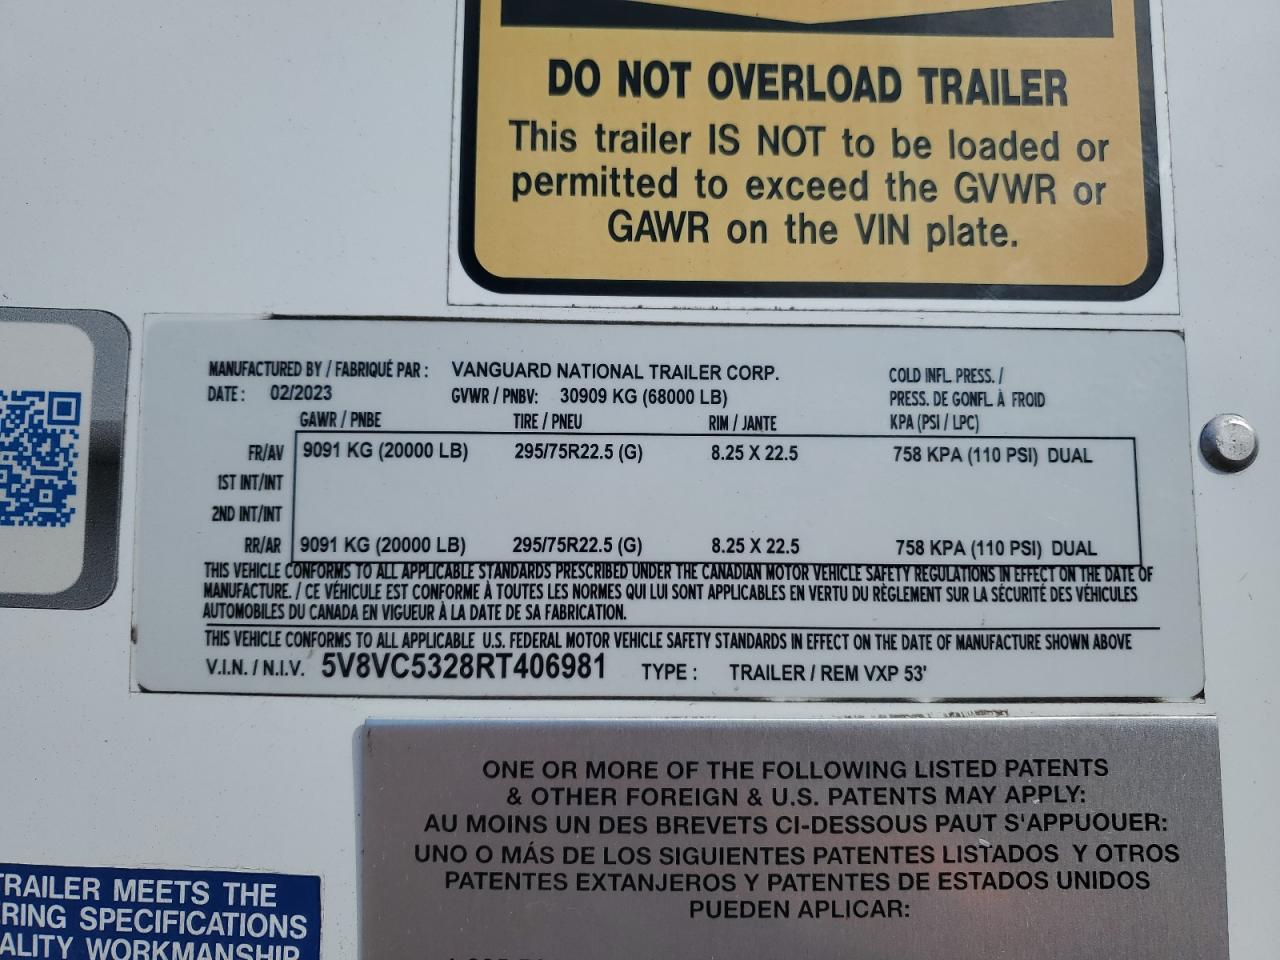 DO NOT OVERLOAD TRAILER
This trailer IS NOT to be loaded or
permitted to exceed the GVWR or
GAWR on the VIN plate.
MANUFACTURED BY / FABRIQUÉ PAR : VANGUARD NATIONAL TRAILER CORP.
DATE : 02/2023 GVWR / PNBV: 30909 KG (68000 LB)
COLD INFL. PRESS. /
PRESS. DE GONFL. À FROID
GAWR / PNBE TIRE / PNEU RIM / JANTE KPA (PSI / LPC)
FR/AV 9091 KG (20000 LB) 295/75R22.5 (G) 8.25 X 22.5 758 KPA (110 PSI) DUAL
1ST INT/INT
2ND INT/INT
RR/AR 9091 KG (20000 LB) 295/75R22.5 (G) 8.25 X 22.5 758 KPA (110 PSI) DUAL
THIS VEHICLE CONFORMS TO ALL APPLICABLE STANDARDS PRESCRIBED UNDER THE CANADIAN MOTOR VEHICLE SAFETY REGULATIONS IN EFFECT ON THE DATE OF
MANUFACTURE. / CE VÉHICULE EST CONFORME À TOUTES LES NORMES QUI LUI SONT APPLICABLES EN VERTU DU RÈGLEMENT SUR LA SÉCURITÉ DES VÉHICULES
AUTOMOBILES DU CANADA EN VIGUEUR À LA DATE DE SA FABRICATION.
THIS VEHICLE CONFORMS TO ALL APPLICABLE U.S. FEDERAL MOTOR VEHICLE SAFETY STANDARDS IN EFFECT ON THE DATE OF MANUFACTURE SHOWN ABOVE
V.I.N. / N.I.V. 5V8VC5328RT406981 TYPE : TRAILER / REM VXP 53'
ONE OR MORE OF THE FOLLOWING LISTED PATENTS
& OTHER FOREIGN & U.S. PATENTS MAY APPLY:
AU MOINS UN DES BREVETS CI-DESSOUS PAUT S'APPUOUER:
UNO O MÁS DE LOS SIGUIENTES PATENTES LISTADOS Y OTROS
PATENTES EXTANJEROS Y PATENTES DE ESTADOS UNIDOS
PUEDEN APLICAR:
TRAILER MEETS THE
RING SPECIFICATIONS
ALITY WORKMANSHIP